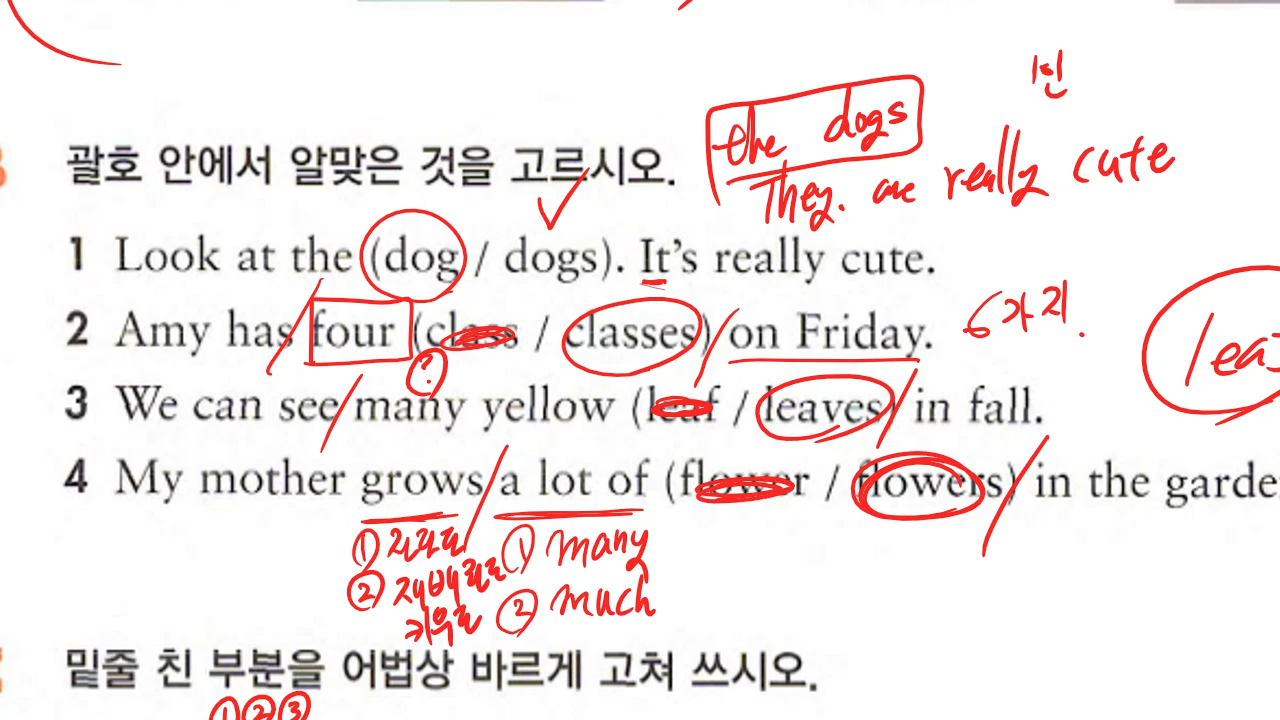 the dogs
They. are really cute
괄호 안에서 알맞은 것을 고르시오.
1 Look at the (dog / dogs). It's really cute.
2 Amy has four (class / classes) on Friday.
6가지.
?
3 We can see many yellow (leaf / leaves) in fall.
4 My mother grows a lot of (flower / flowers) in the garde
① 자라다 ① many
② 재배하다 ② much
키우다
밑줄 친 부분을 어법상 바르게 고쳐 쓰시오.
①②③